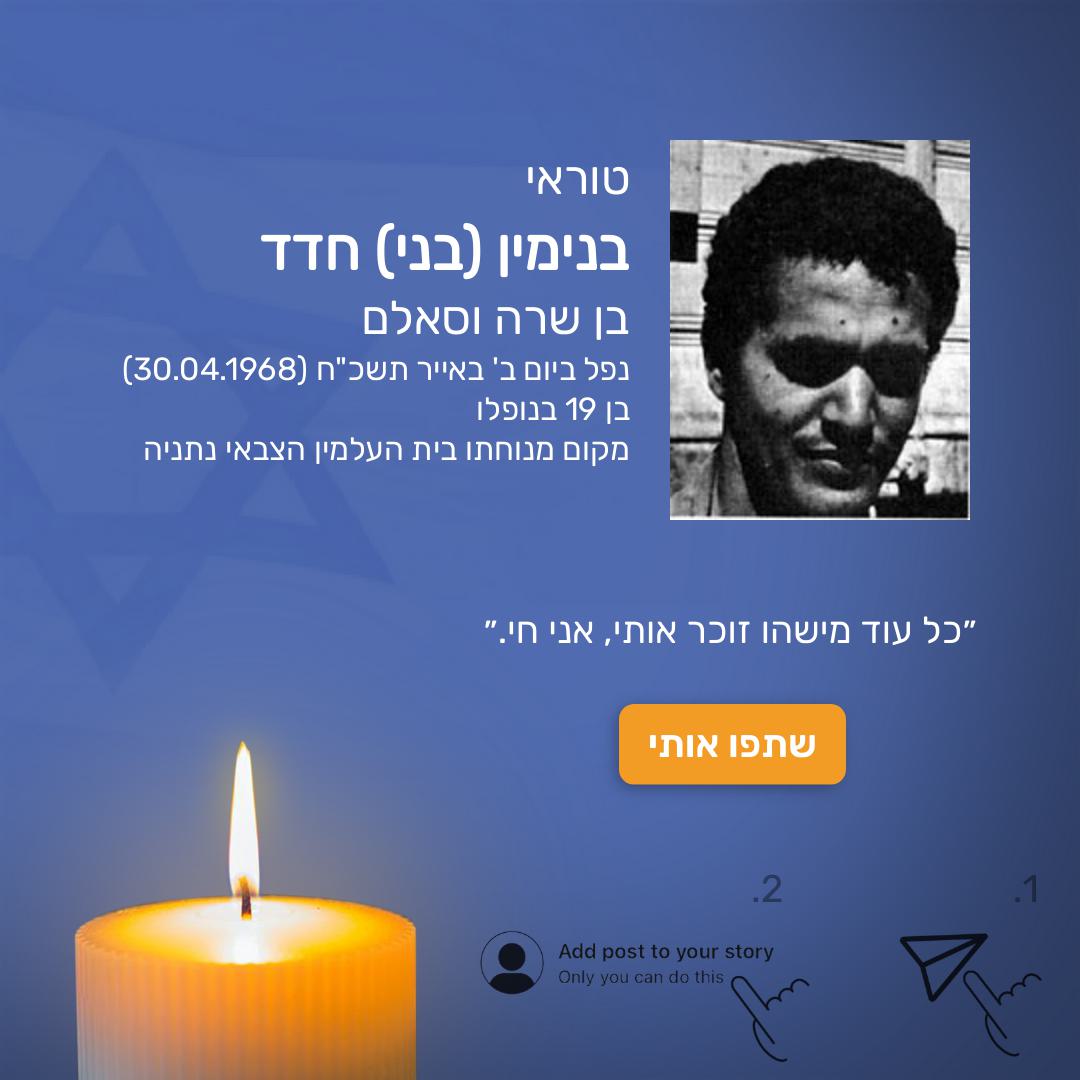 טוראי
בנימין (בני) חדד
בן שרה וסאלם
נפל ביום ב' באייר תשכ"ח (30.04.1968)
בן 19 בנופלו
מקום מנוחתו בית העלמין הצבאי נתניה
״כל עוד מישהו זוכר אותי, אני חי.״
שתפו אותי
.1
.2
Add post to your story
Only you can do this